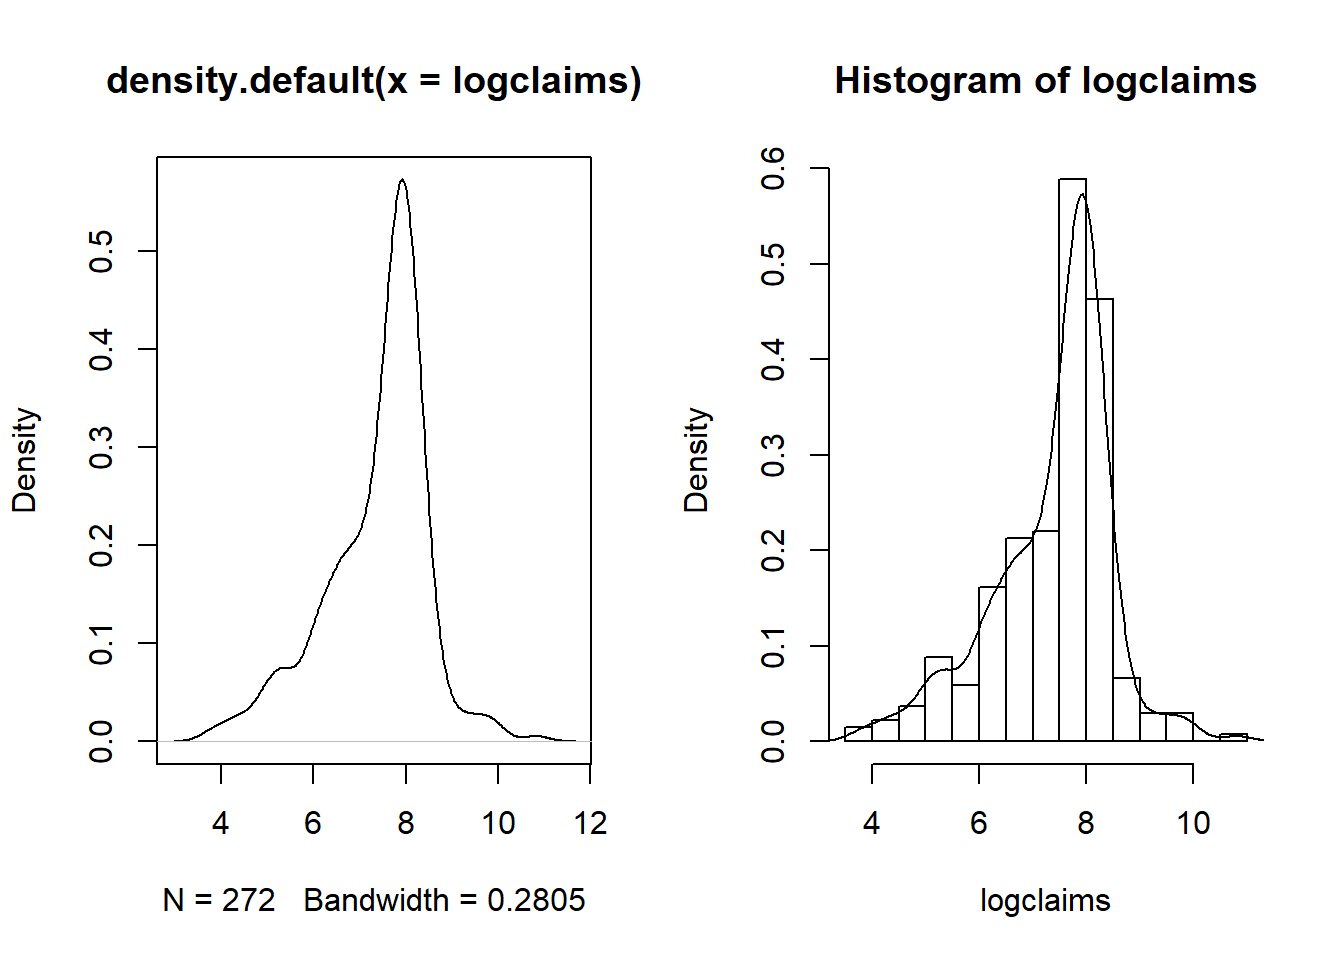 density.default(x = logclaims)
Density
0.0 0.1 0.2 0.3 0.4 0.5
4 6 8 10 12
N = 272 Bandwidth = 0.2805
Histogram of logclaims
Density
0.0 0.1 0.2 0.3 0.4 0.5 0.6
4 6 8 10
logclaims